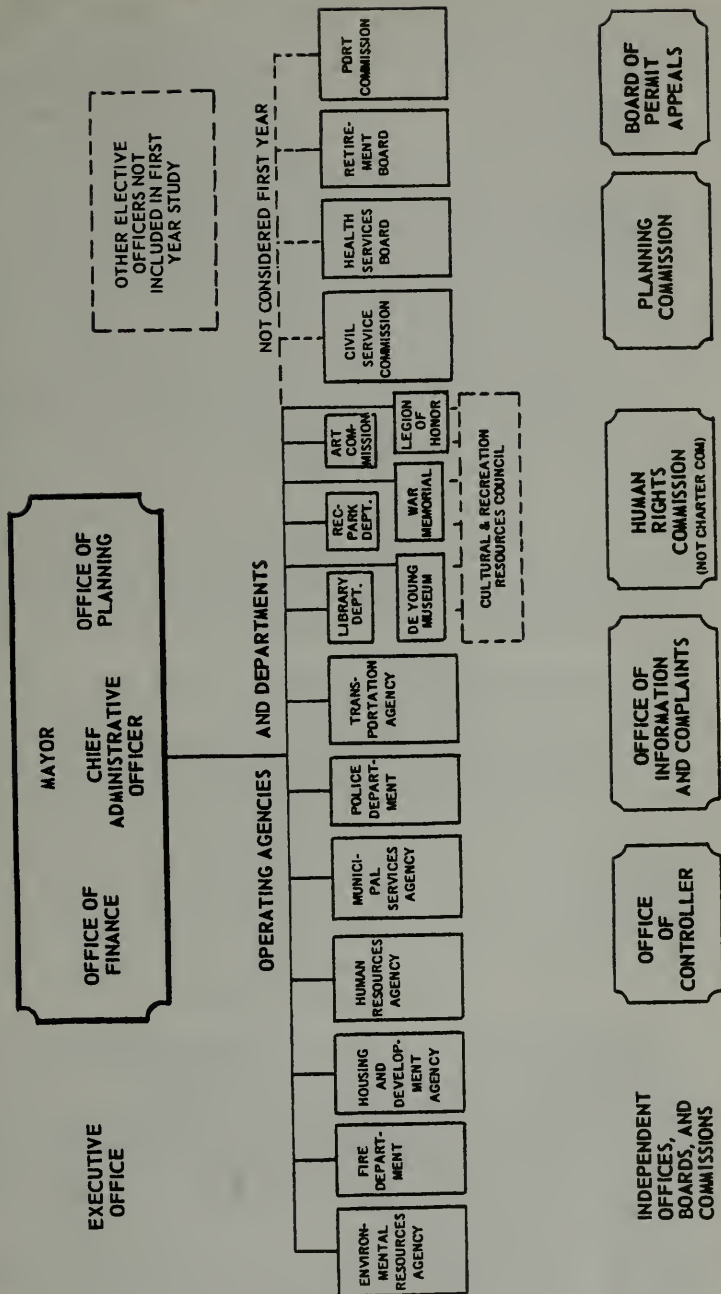 EXECUTIVE
OFFICE
MAYOR
OFFICE OF
FINANCE
CHIEF
ADMINISTRATIVE
OFFICER
OFFICE OF
PLANNING
OTHER ELECTIVE
OFFICERS NOT
INCLUDED IN FIRST
YEAR STUDY
OPERATING AGENCIES AND DEPARTMENTS
NOT CONSIDERED FIRST YEAR
ENVIRON-
MENTAL
RESOURCES
AGENCY
FIRE
DEPART-
MENT
HOUSING
AND
DEVELOP-
MENT
AGENCY
HUMAN
RESOURCES
AGENCY
MUNICI-
PAL
SERVICES
AGENCY
POLICE
DEPART-
MENT
TRANS-
PORTATION
AGENCY
LIBRARY
DEPT.
DE YOUNG
MUSEUM
REC-
PARK
DEPT.
WAR
MEMORIAL
ART
COM-
MISSION
LEGION
OF
HONOR
CULTURAL & RECREATION
RESOURCES COUNCIL
CIVIL
SERVICE
COMMISSION
HEALTH
SERVICES
BOARD
RETIRE-
MENT
BOARD
PORT
COMMISSION
INDEPENDENT
OFFICES,
BOARDS, AND
COMMISSIONS
OFFICE
OF
CONTROLLER
OFFICE OF
INFORMATION
AND COMPLAINTS
HUMAN
RIGHTS
COMMISSION
(NOT CHARTER COM)
PLANNING
COMMISSION
BOARD OF
PERMIT
APPEALS